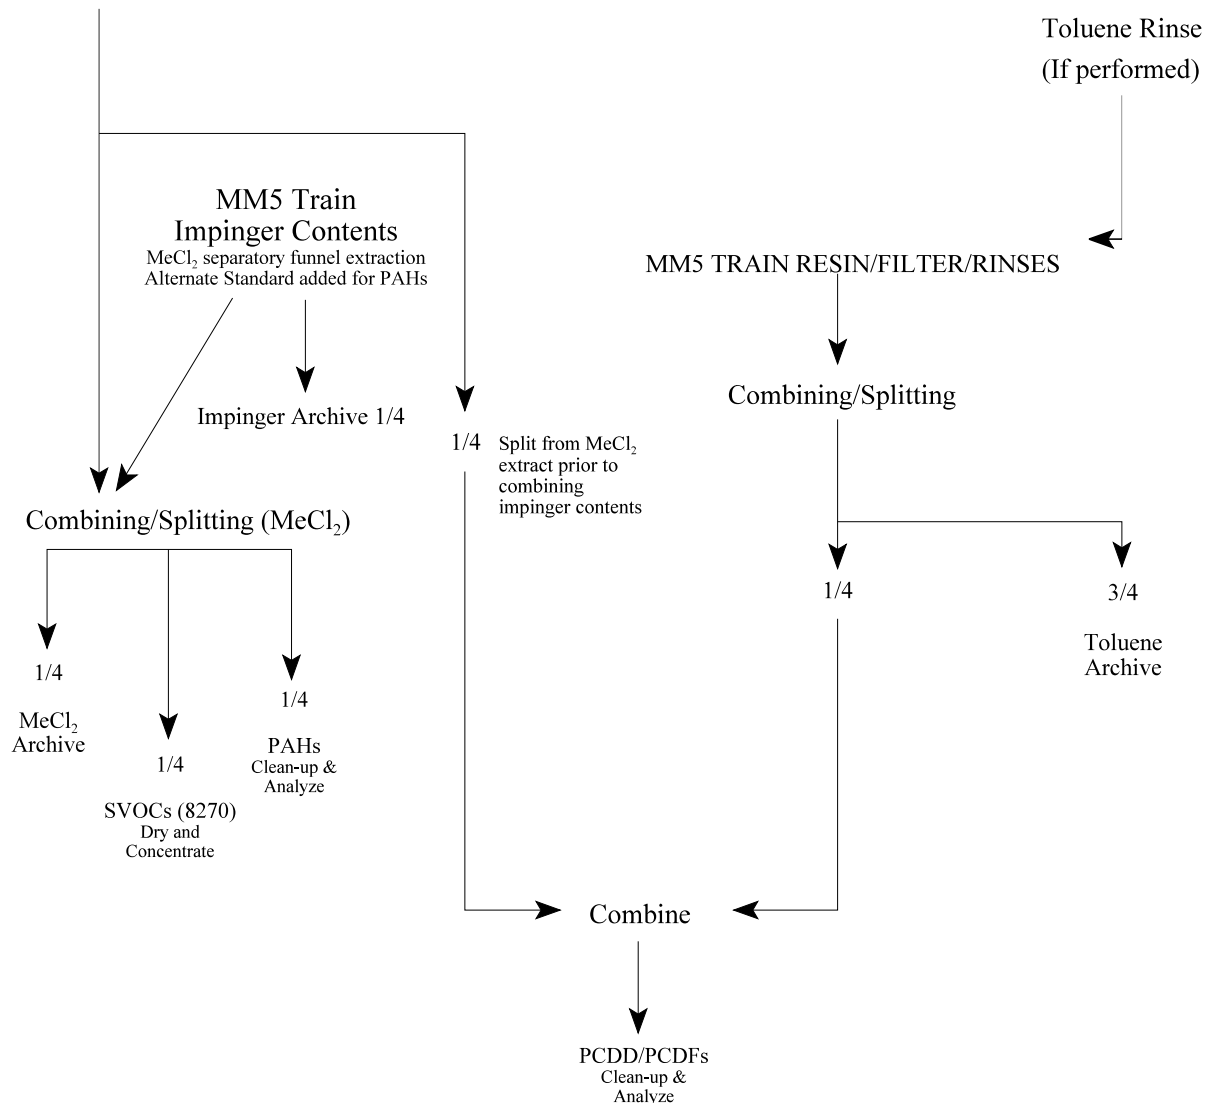 Toluene Rinse
(If performed)
MM5 Train
Impinger Contents
MeCl₂ separatory funnel extraction
Alternate Standard added for PAHs
MM5 TRAIN RESIN/FILTER/RINSES
Combining/Splitting
Impinger Archive 1/4
1/4
Split from MeCl₂
extract prior to
combining
impinger contents
Combining/Splitting (MeCl₂)
1/4
MeCl₂
Archive
1/4
SVOCs (8270)
Dry and
Concentrate
1/4
PAHs
Clean-up &
Analyze
1/4
3/4
Toluene
Archive
Combine
PCDD/PCDFs
Clean-up &
Analyze